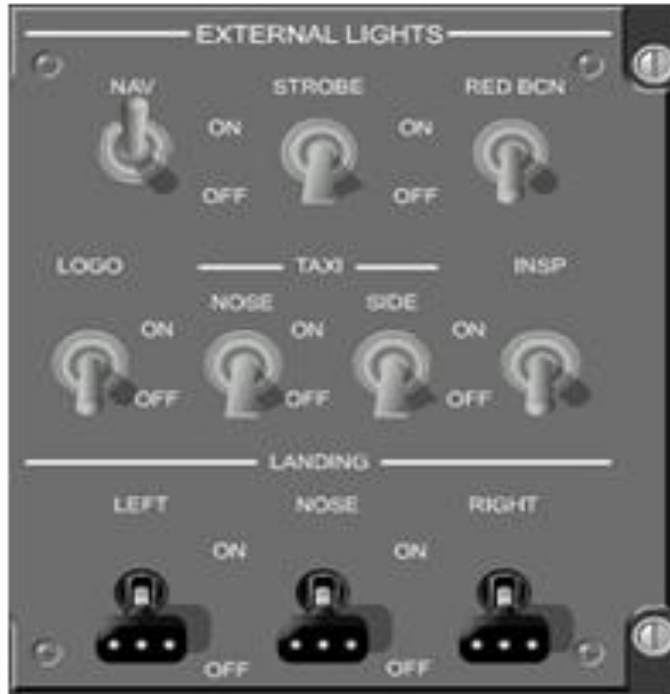 EXTERNAL LIGHTS
NAV STROBE RED BCN
ON ON
OFF OFF
LOGO TAXI INSP
NOSE SIDE
ON ON ON
OFF OFF OFF
LANDING
LEFT NOSE RIGHT
ON ON
OFF OFF